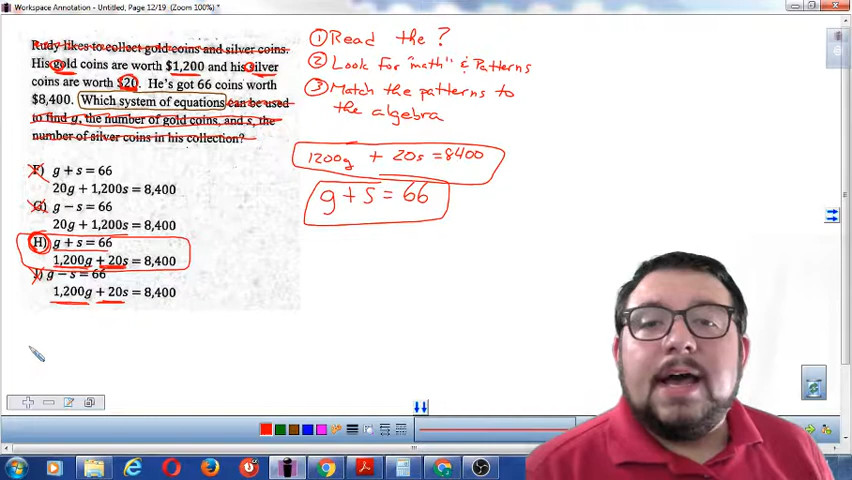 Workspace Annotation - Untitled, Page 12/19 (Zoom 100%) *
Rudy likes to collect gold coins and silver coins.
His gold coins are worth $1,200 and his silver
coins are worth $20. He's got 66 coins worth
$8,400. Which system of equations can be used
to find g, the number of gold coins, and s, the
number of silver coins in his collection?
F) g + s = 66
20g + 1,200s = 8,400
G) g − s = 66
20g + 1,200s = 8,400
H) g + s = 66
1,200g + 20s = 8,400
J) g − s = 66
1,200g + 20s = 8,400
① Read the ?
② Look for "math" & Patterns
③ Match the patterns to
the algebra
1200g + 20s = 8400
g + s = 66